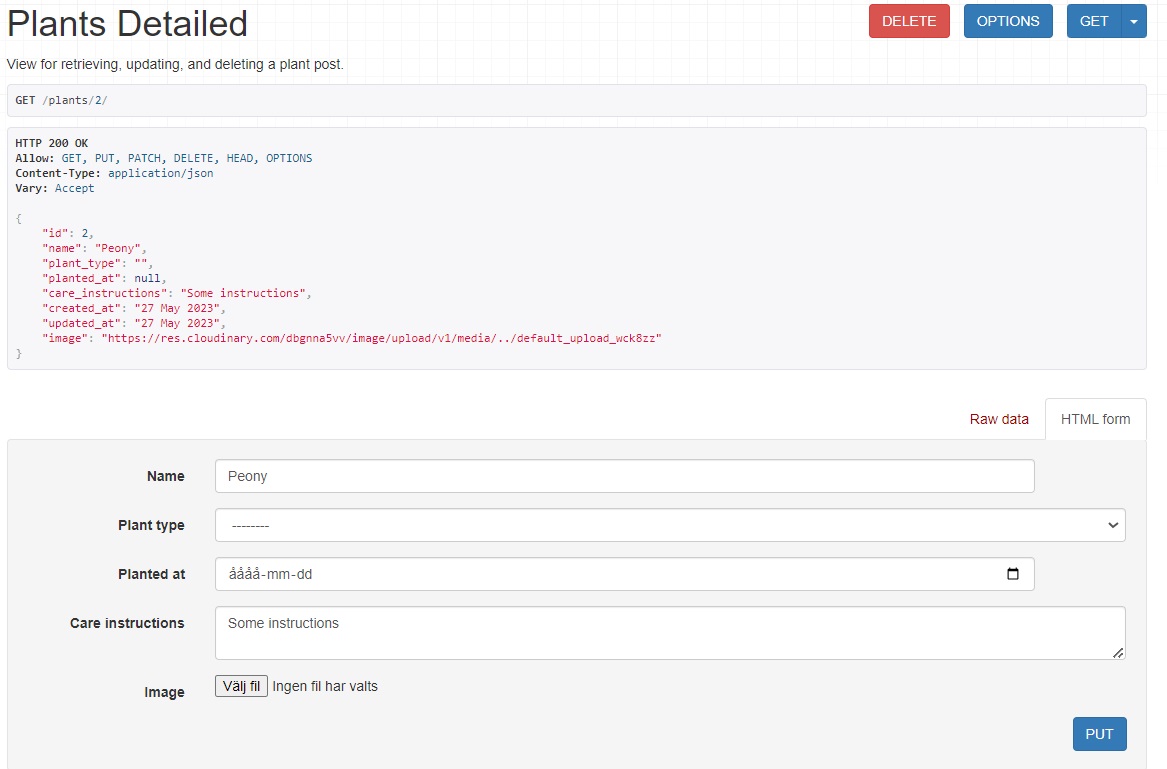 Plants Detailed
DELETE
OPTIONS
GET
View for retrieving, updating, and deleting a plant post.
GET /plants/2/
HTTP 200 OK
Allow: GET, PUT, PATCH, DELETE, HEAD, OPTIONS
Content-Type: application/json
Vary: Accept
{
    "id": 2,
    "name": "Peony",
    "plant_type": "",
    "planted_at": null,
    "care_instructions": "Some instructions",
    "created_at": "27 May 2023",
    "updated_at": "27 May 2023",
    "image": "https://res.cloudinary.com/dbgnna5vv/image/upload/v1/media/../default_upload_wck8zz"
}
Raw data
HTML form
Name
Peony
Plant type
--------
Planted at
åååå-mm-dd
Care instructions
Some instructions
Image
Välj fil Ingen fil har valts
PUT